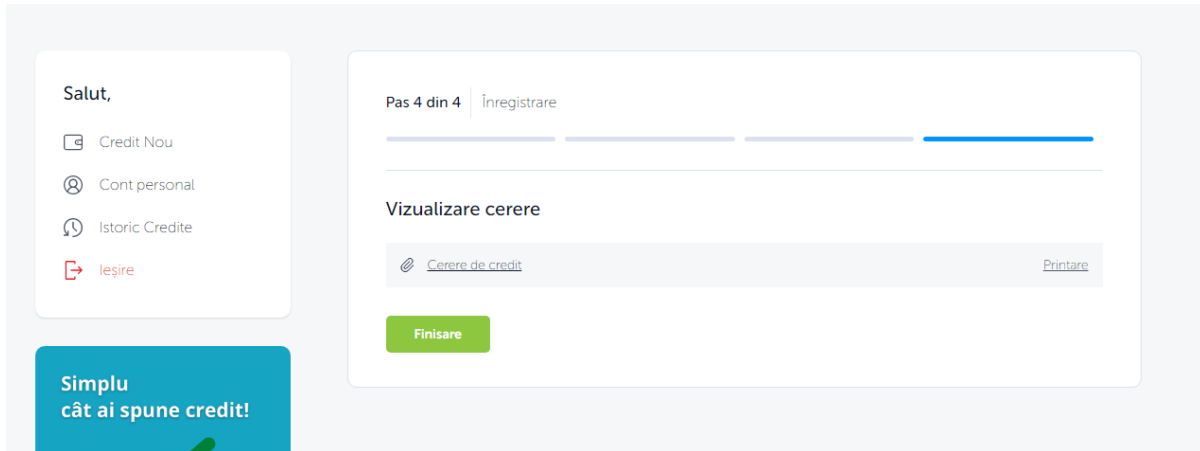 Salut,
Credit Nou
Cont personal
Istoric Credite
Ieșire
Simplu
cât ai spune credit!
Pas 4 din 4 Înregistrare
Vizualizare cerere
Cerere de credit Printare
Finisare